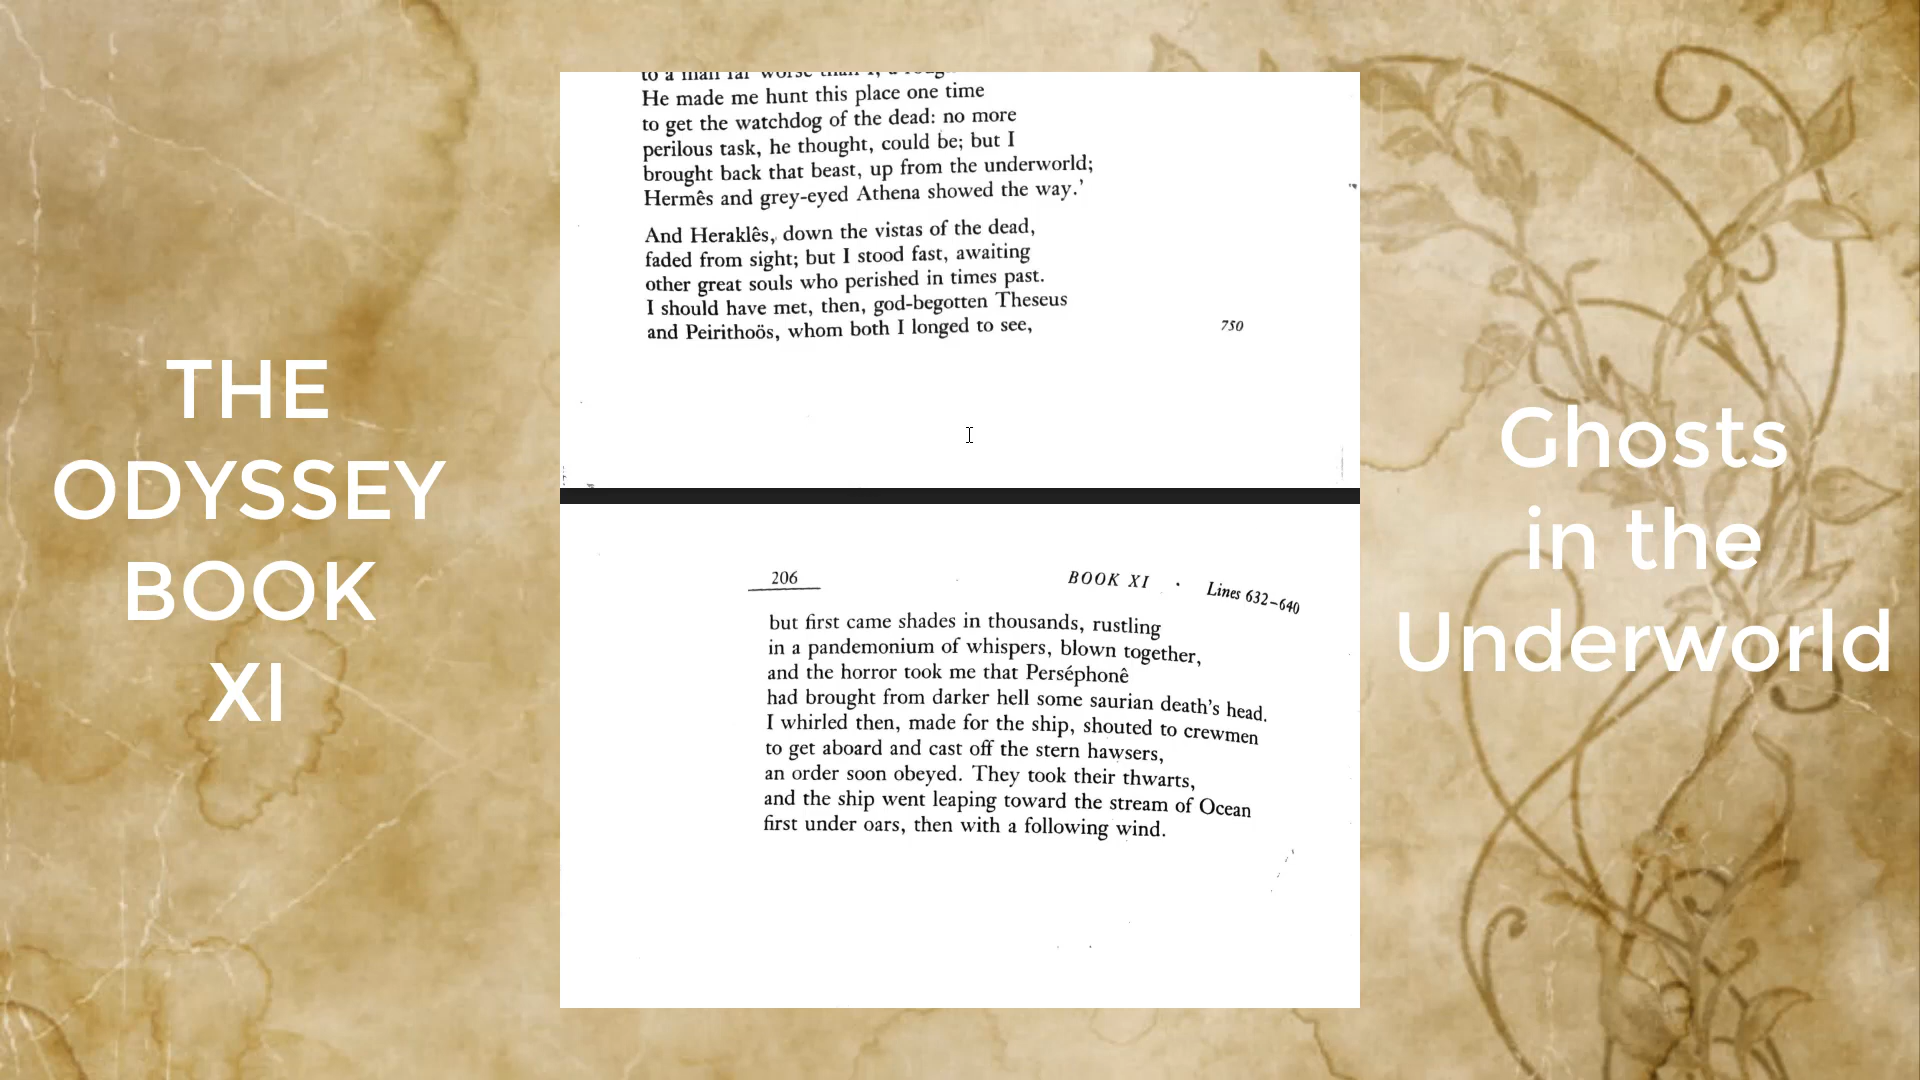 THE
ODYSSEY
BOOK
XI
to a man far worse than I, a
He made me hunt this place one time
to get the watchdog of the dead: no more
perilous task, he thought, could be; but I
brought back that beast, up from the underworld;
Hermês and grey-eyed Athena showed the way.'
And Heraklês, down the vistas of the dead,
faded from sight; but I stood fast, awaiting
other great souls who perished in times past.
I should have met, then, god-begotten Theseus
and Peirithoös, whom both I longed to see,
750
206
BOOK XI · Lines 632–640
but first came shades in thousands, rustling
in a pandemonium of whispers, blown together,
and the horror took me that Perséphonê
had brought from darker hell some saurian death's head.
I whirled then, made for the ship, shouted to crewmen
to get aboard and cast off the stern hawsers,
an order soon obeyed. They took their thwarts,
and the ship went leaping toward the stream of Ocean
first under oars, then with a following wind.
Ghosts
in the
Underworld